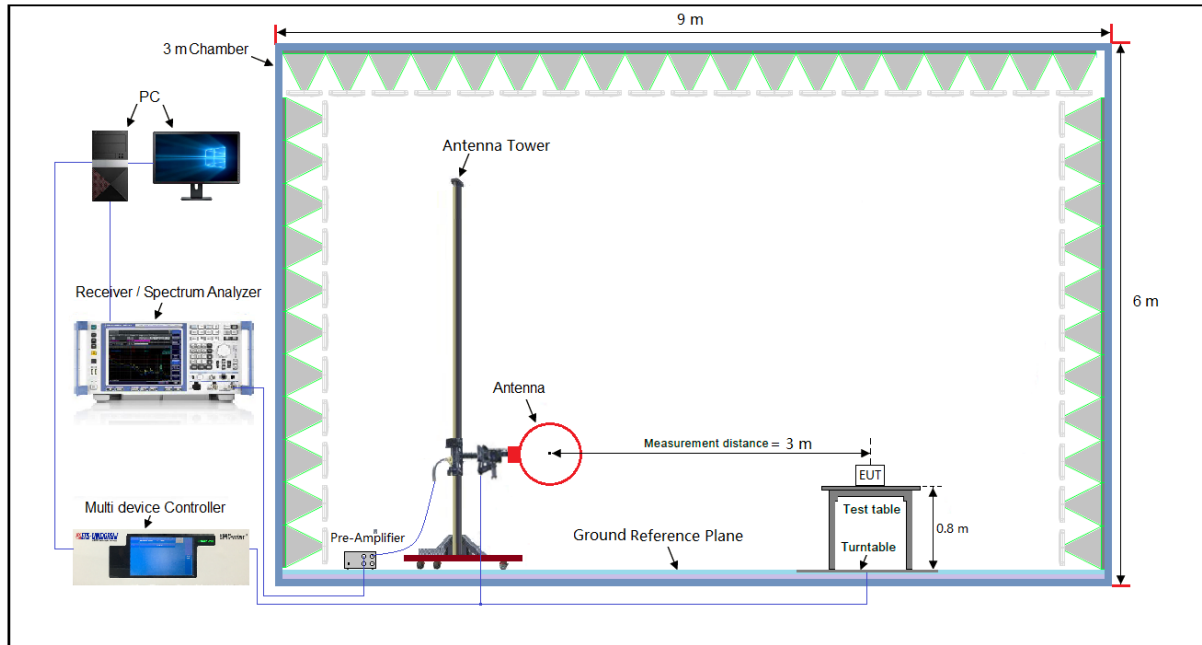 9 m
3 m Chamber
PC
Antenna Tower
Receiver / Spectrum Analyzer
6 m
Antenna
Measurement distance = 3 m
EUT
Multi device Controller
Test table
0.8 m
Pre-Amplifier
Ground Reference Plane
Turntable